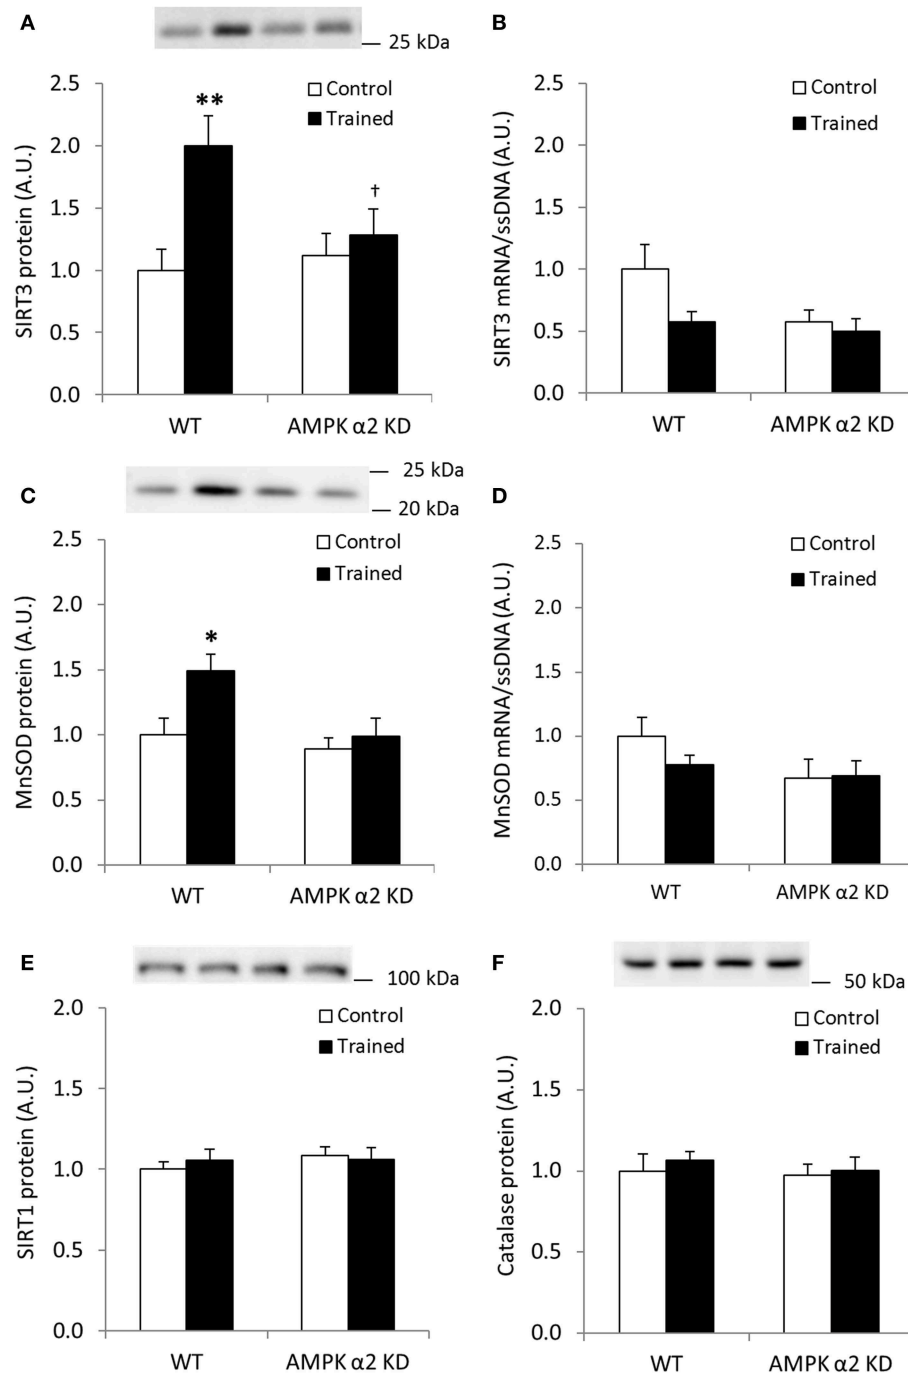 A
25 kDa
SIRT3 protein (A.U.)
2.5
2.0
1.5
1.0
0.5
0.0
**
†
Control
Trained
WT
AMPK α2 KD
B
SIRT3 mRNA/ssDNA (A.U.)
2.5
2.0
1.5
1.0
0.5
0.0
Control
Trained
WT
AMPK α2 KD
C
25 kDa
20 kDa
MnSOD protein (A.U.)
2.5
2.0
1.5
1.0
0.5
0.0
*
Control
Trained
WT
AMPK α2 KD
D
MnSOD mRNA/ssDNA (A.U.)
2.5
2.0
1.5
1.0
0.5
0.0
Control
Trained
WT
AMPK α2 KD
E
100 kDa
SIRT1 protein (A.U.)
2.0
1.5
1.0
0.5
0.0
Control
Trained
WT
AMPK α2 KD
F
50 kDa
Catalase protein (A.U.)
2.0
1.5
1.0
0.5
0.0
Control
Trained
WT
AMPK α2 KD